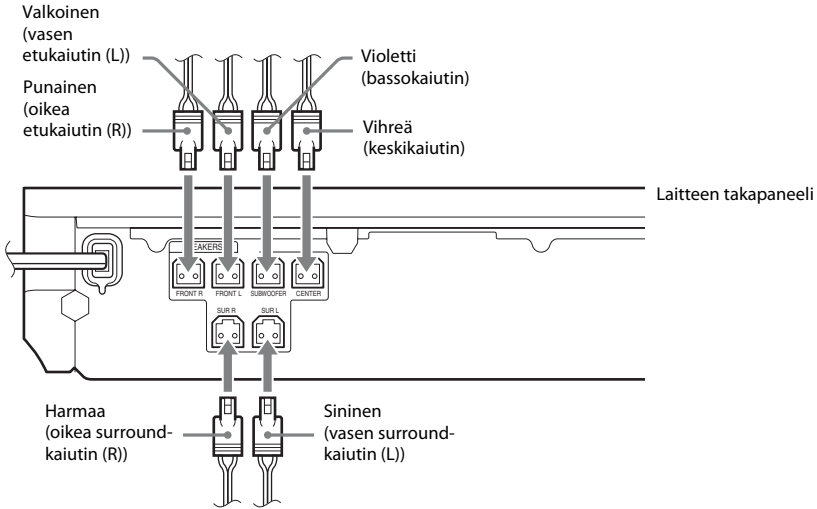 Valkoinen
(vasen
etukaiutin (L))
Punainen
(oikea
etukaiutin (R))
Violetti
(bassokaiutin)
Vihreä
(keskikaiutin)
Laitteen takapaneeli
FRONT R
FRONT L
SUBWOOFER
CENTER
SUR R
SUR L
Harmaa
(oikea surround-
kaiutin (R))
Sininen
(vasen surround-
kaiutin (L))